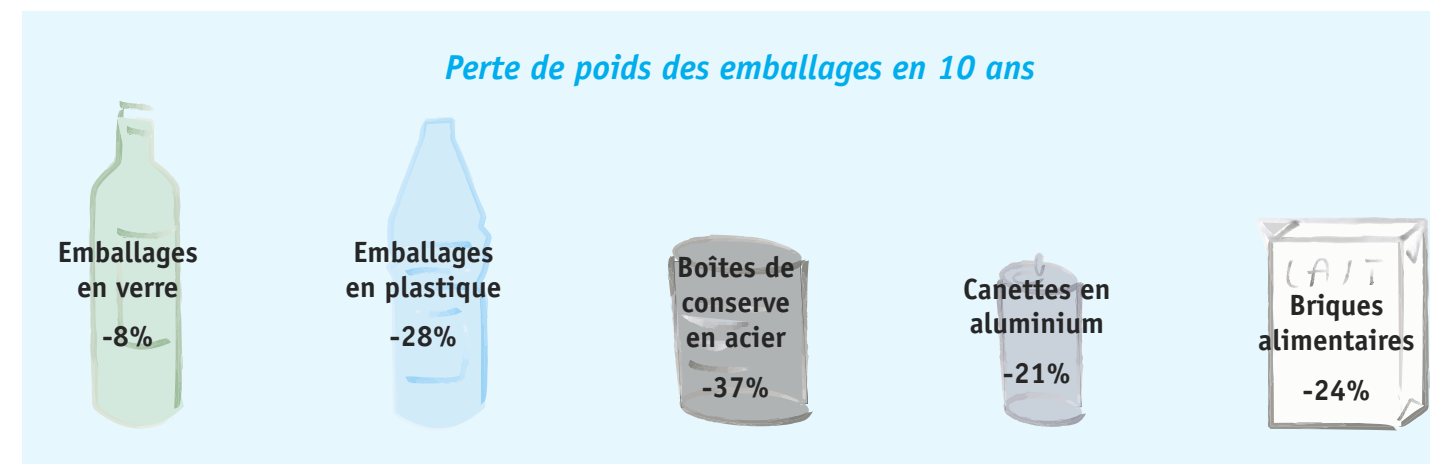 Perte de poids des emballages en 10 ans
Emballages
en verre
-8%
Emballages
en plastique
-28%
Boîtes de
conserve
en acier
-37%
Canettes en
aluminium
-21%
LAIT
Briques
alimentaires
-24%